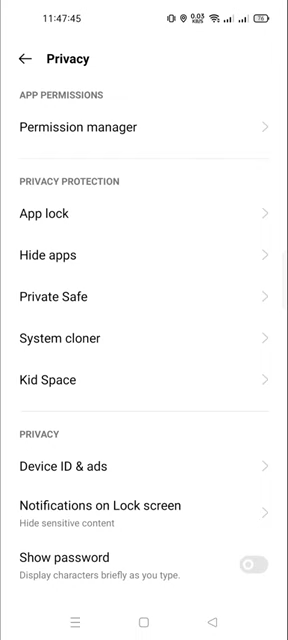 11:47:45
0.03
KB/S
76
Privacy
APP PERMISSIONS
Permission manager
PRIVACY PROTECTION
App lock
Hide apps
Private Safe
System cloner
Kid Space
PRIVACY
Device ID & ads
Notifications on Lock screen
Hide sensitive content
Show password
Display characters briefly as you type.